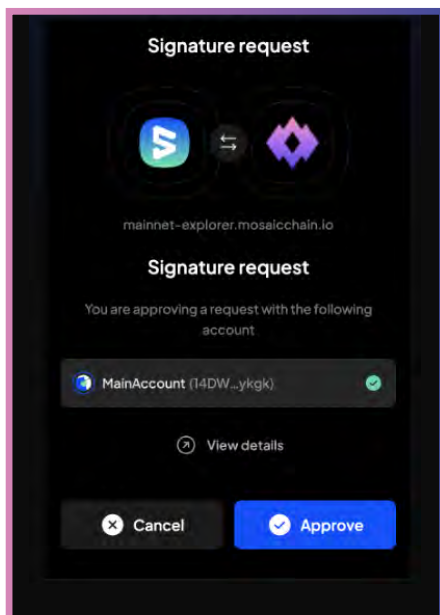 Signature request
mainnet-explorer.mosaicchain.io
Signature request
You are approving a request with the following
account
MainAccount (14DW...ykgk)
View details
Cancel
Approve